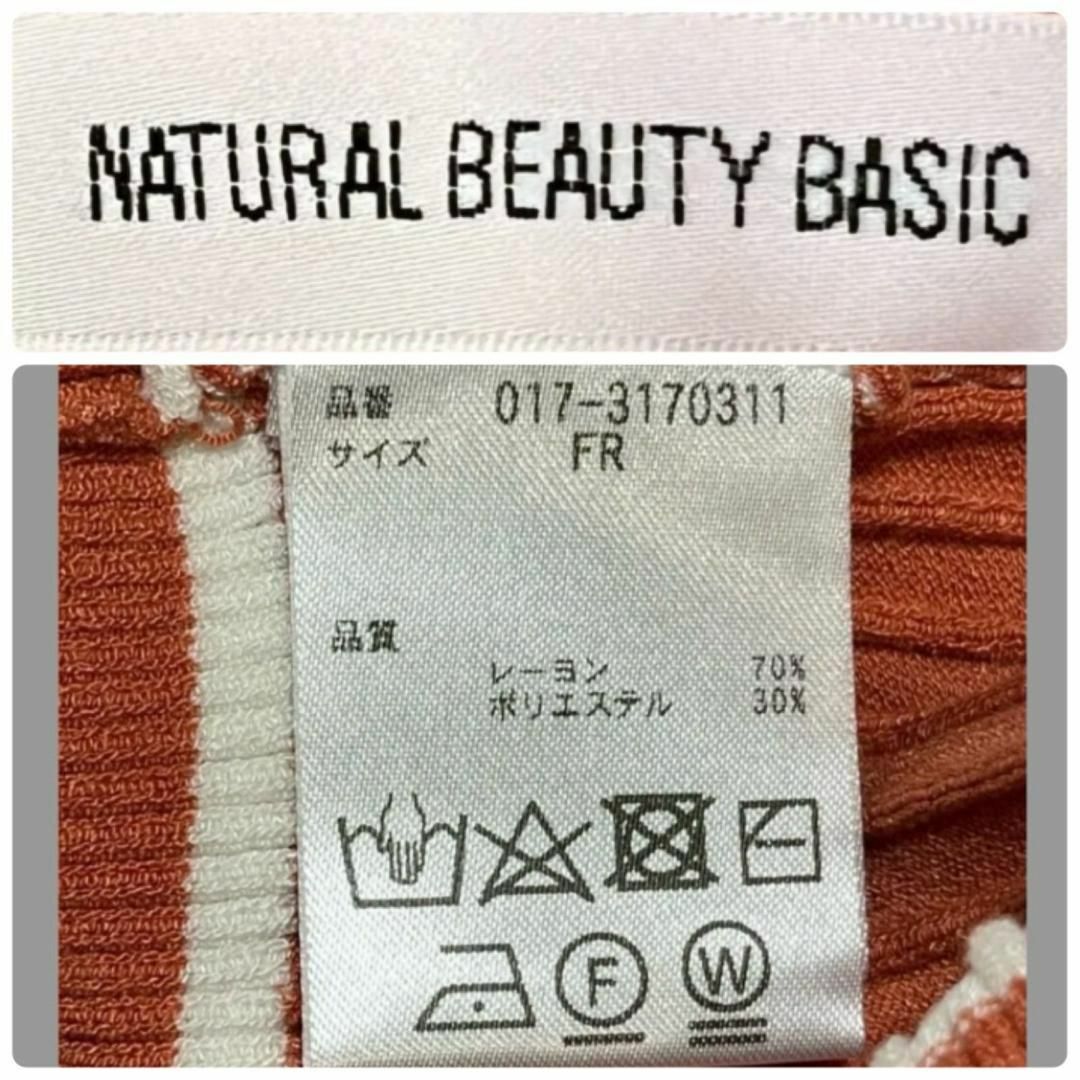 NATURAL BEAUTY BASIC
品番 017-3170311
サイズ FR
品質
レーヨン 70%
ポリエステル 30%
F W